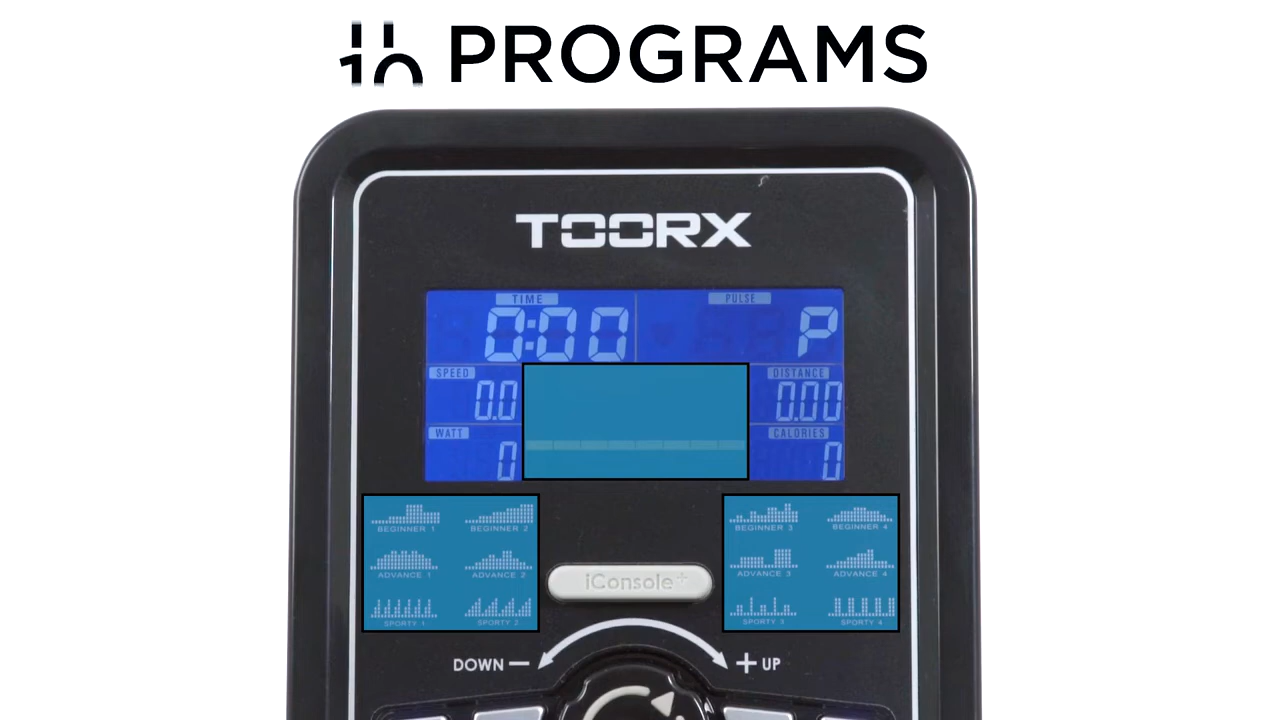 PROGRAMS
TOORX
TIME
PULSE
0:00
P
SPEED
DISTANCE
0.0
0.00
WATT
CALORIES
0
0
BEGINNER 1
BEGINNER 2
BEGINNER 3
BEGINNER 4
ADVANCE 1
ADVANCE 2
ADVANCE 3
ADVANCE 4
iConsole+
SPORTY 1
SPORTY 2
SPORTY 3
SPORTY 4
DOWN −
+ UP